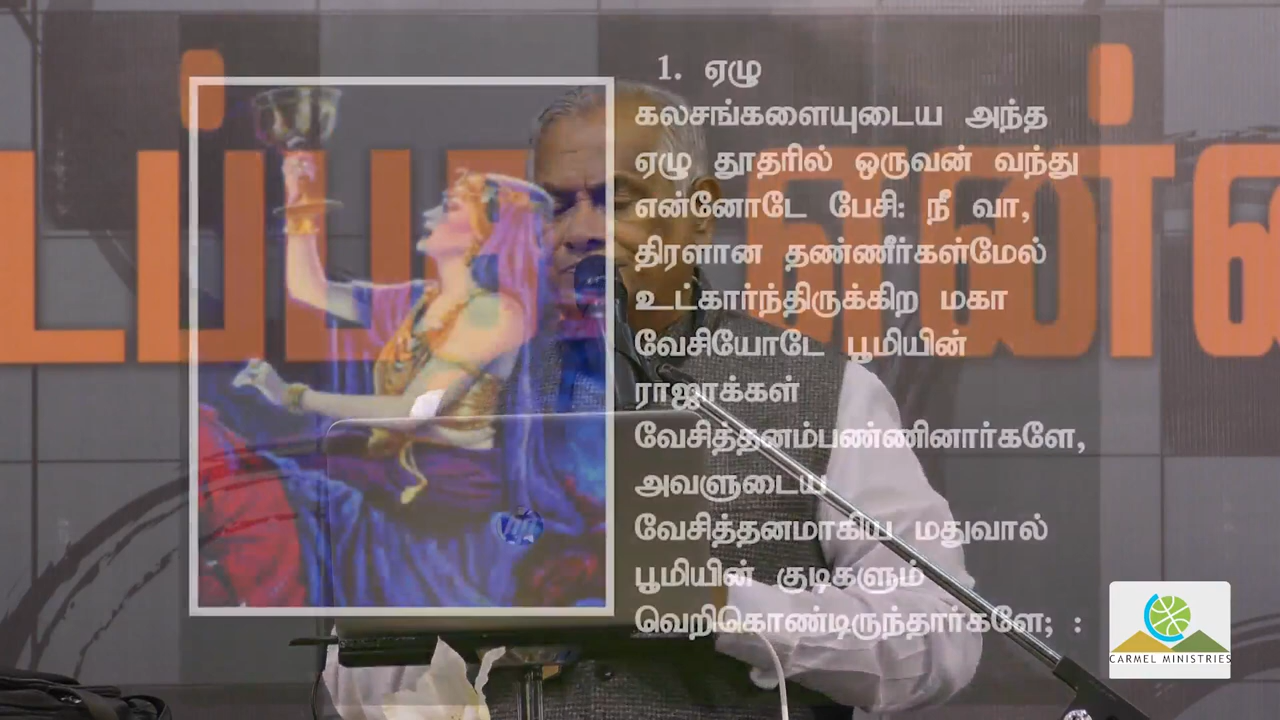 1. ஏழு
கலசங்களையுடைய அந்த
ஏழு தூதரில் ஒருவன் வந்து
என்னோடே பேசி: நீ வா,
திரளான தண்ணீர்கள்மேல்
உட்கார்ந்திருக்கிற மகா
வேசியோடே பூமியின்
ராஜாக்கள்
வேசித்தனம்பண்ணினார்களே,
அவளுடைய
வேசித்தனமாகிய மதுவால்
பூமியின் குடிகளும்
வெறிகொண்டிருந்தார்களே; :
CARMEL MINISTRIES